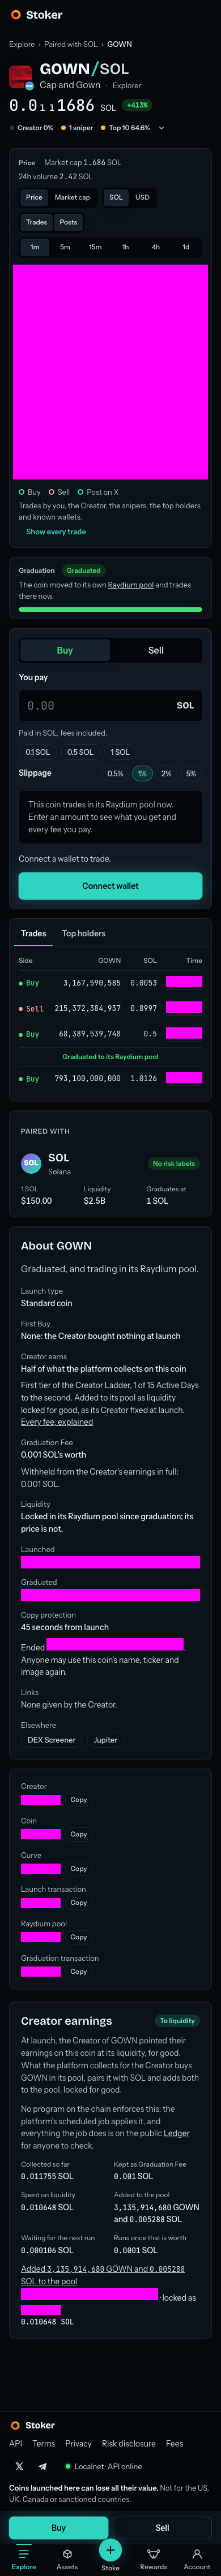 Stoker
Explore › Paired with SOL › GOWN
GOWN/SOL
Cap and Gown · Explorer
0.0₁₁1686 SOL +413%
Creator 0% 1 sniper Top 10 64.6%
Price Market cap 1.686 SOL
24h volume 2.42 SOL
Price Market cap SOL USD
Trades Posts
1m 5m 15m 1h 4h 1d
Buy Sell Post on X
Trades by you, the Creator, the snipers, the top holders
and known wallets.
Show every trade
Graduation Graduated
The coin moved to its own Raydium pool and trades
there now.
Buy Sell
You pay
0.00 SOL
Paid in SOL, fees included.
0.1 SOL 0.5 SOL 1 SOL
Slippage 0.5% 1% 2% 5%
This coin trades in its Raydium pool now.
Enter an amount to see what you get and
every fee you pay.
Connect a wallet to trade.
Connect wallet
Trades Top holders
Side GOWN SOL Time
Buy 3,167,590,585 0.0053
Sell 215,372,384,937 0.8997
Buy 68,389,539,748 0.5
Graduated to its Raydium pool
Buy 793,100,000,000 1.0126
PAIRED WITH
SOL SOL No risk labels
Solana
1 SOL Liquidity Graduates at
$150.00 $2.5B 1 SOL
About GOWN
Graduated, and trading in its Raydium pool.
Launch type
Standard coin
First Buy
None: the Creator bought nothing at launch
Creator earns
Half of what the platform collects on this coin
First tier of the Creator Ladder, 1 of 15 Active Days
to the second. Added to its pool as liquidity
locked for good, as its Creator fixed at launch.
Every fee, explained
Graduation Fee
0.001 SOL's worth
Withheld from the Creator's earnings in full:
0.001 SOL.
Liquidity
Locked in its Raydium pool since graduation; its
price is not.
Launched
Graduated
Copy protection
45 seconds from launch
Ended .
Anyone may use this coin's name, ticker and
image again.
Links
None given by the Creator.
Elsewhere
DEX Screener Jupiter
Creator
Copy
Coin
Copy
Curve
Copy
Launch transaction
Copy
Raydium pool
Copy
Graduation transaction
Copy
Creator earnings To liquidity
At launch, the Creator of GOWN pointed their
earnings on this coin at its liquidity, for good.
What the platform collects for the Creator buys
GOWN in its pool, pairs it with SOL and adds both
to the pool, locked for good.
No program on the chain enforces this: the
platform's scheduled job applies it, and
everything the job does is on the public Ledger
for anyone to check.
Collected so far Kept as Graduation Fee
0.011755 SOL 0.001 SOL
Spent on liquidity Added to the pool
0.010648 SOL 3,135,914,680 GOWN
and 0.005288 SOL
Waiting for the next run Runs once that is worth
0.000106 SOL 0.0001 SOL
Added 3,135,914,680 GOWN and 0.005288
SOL to the pool
· locked as
0.010648 SOL
Stoker
API Terms Privacy Risk disclosure Fees
Localnet · API online
Coins launched here can lose all their value. Not for the US,
UK, Canada or sanctioned countries.
Buy Sell
Explore Assets Stoke Rewards Account